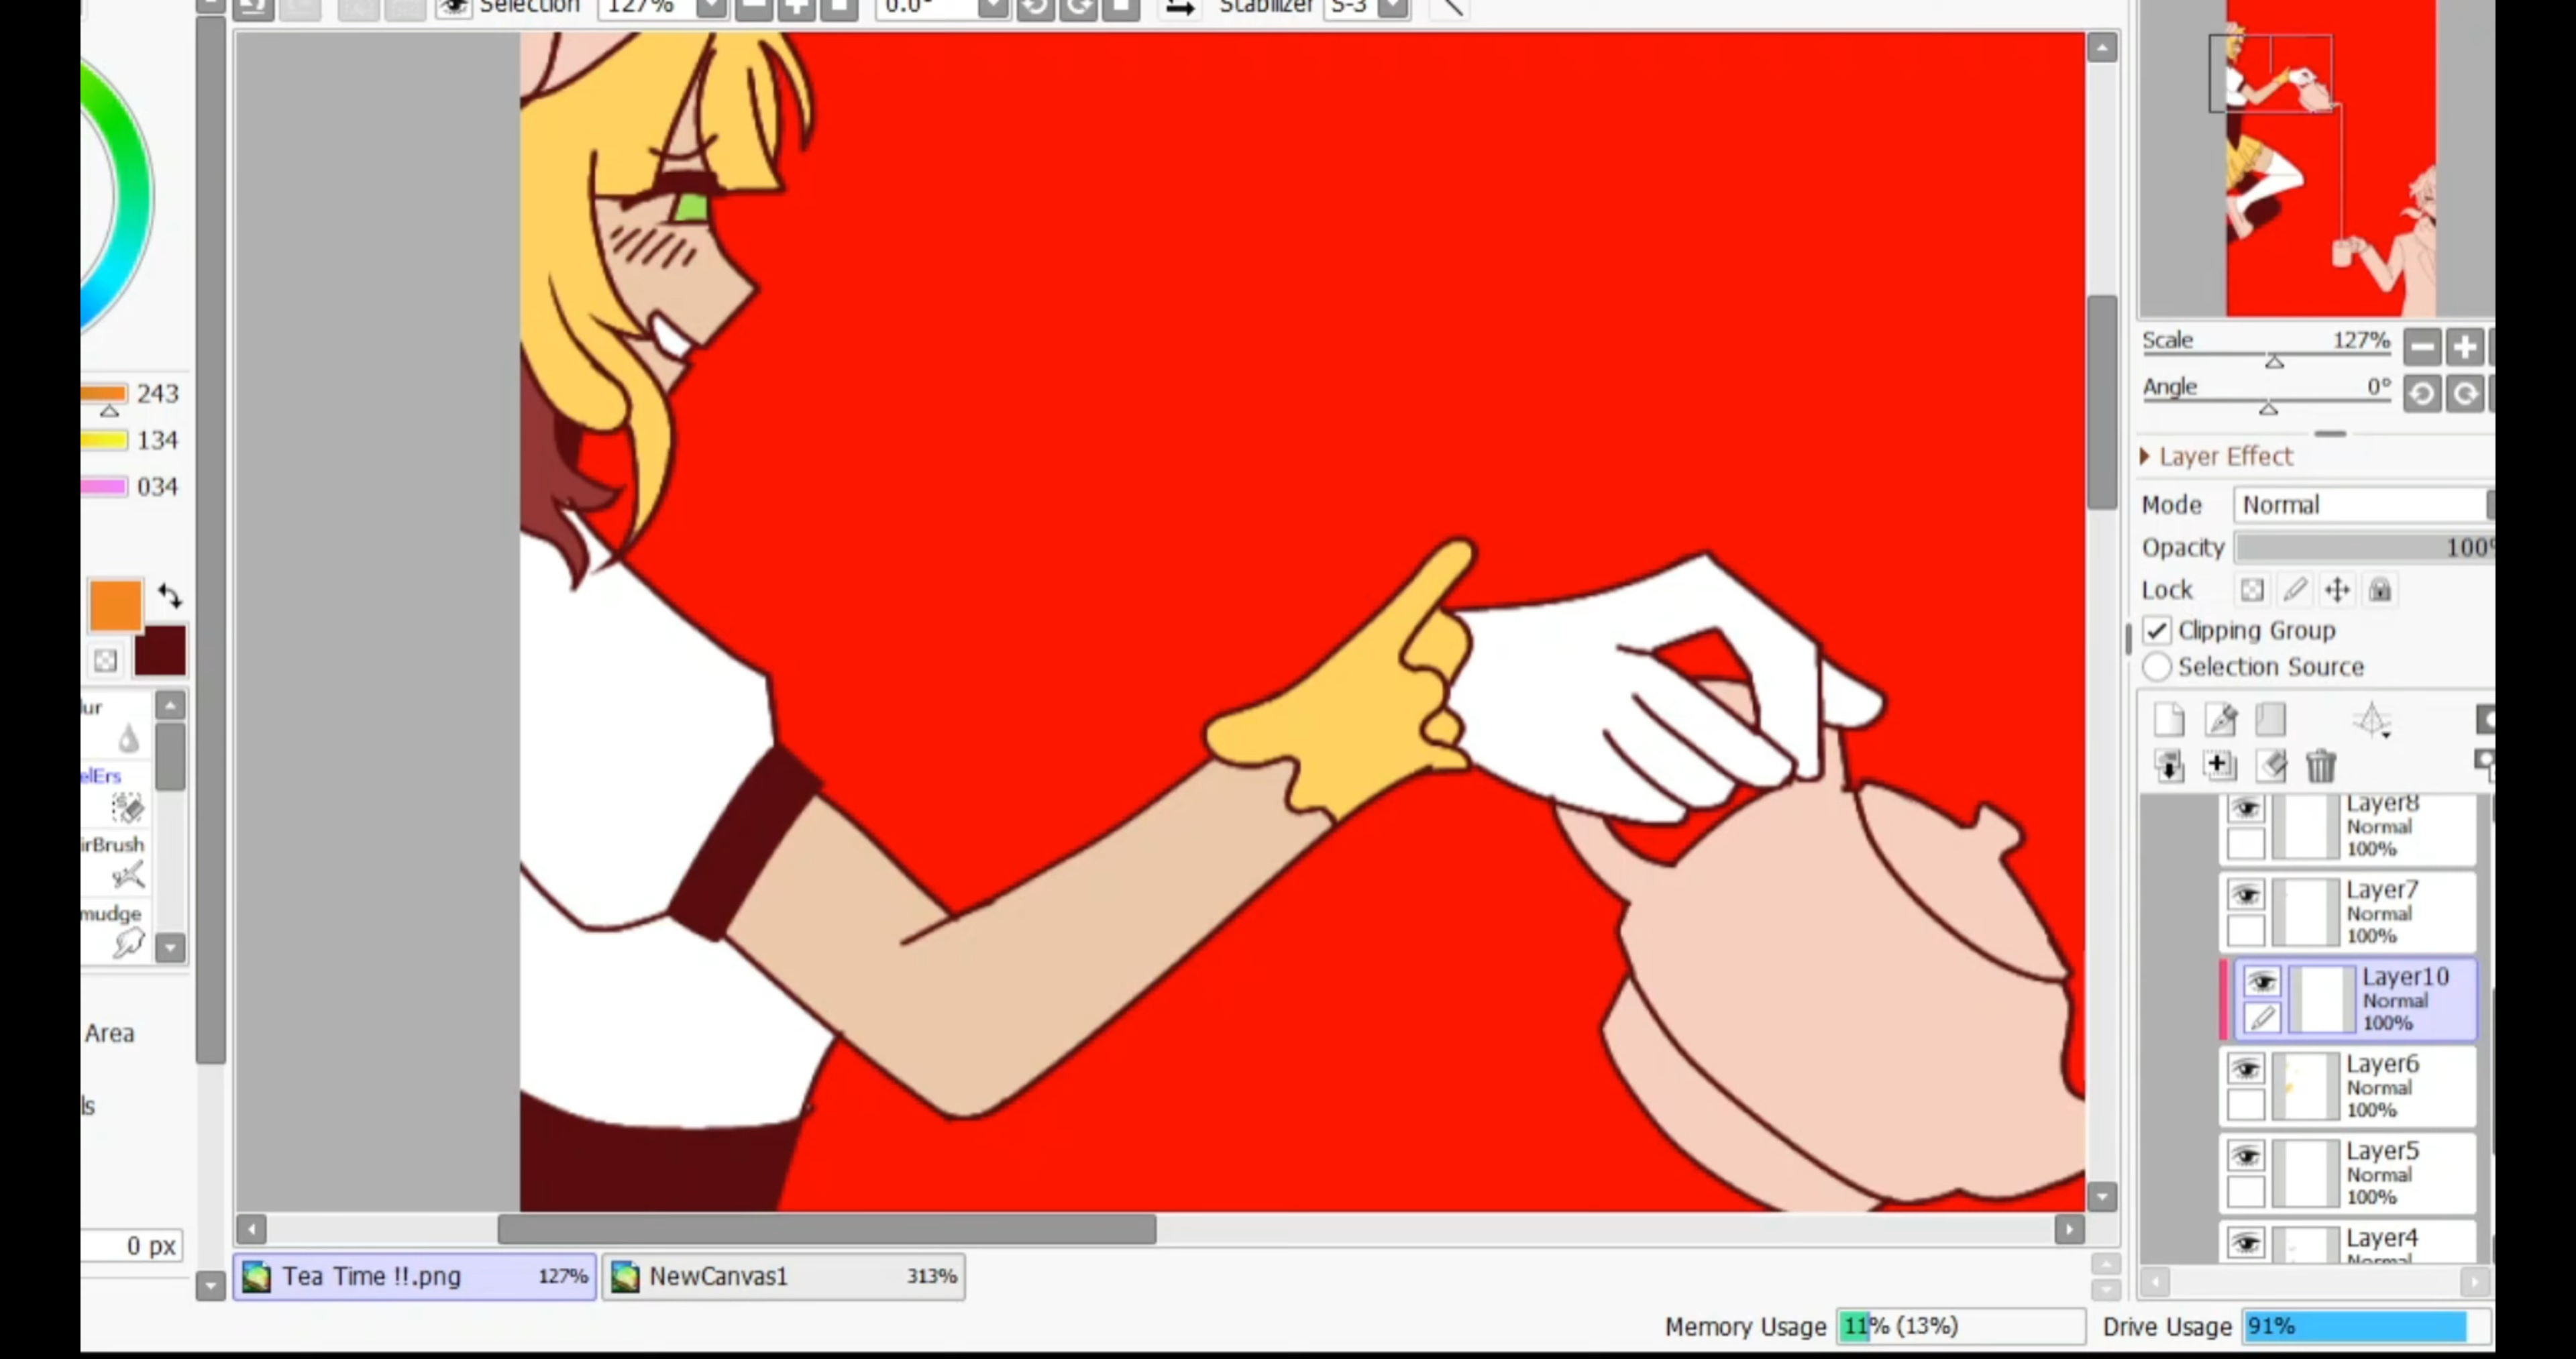 Selection 127% 0.0° Stabilizer S-3
243
134
034
ur
elErs
irBrush
mudge
Area
ls
0 px
Scale 127%
Angle 0°
Layer Effect
Mode Normal
Opacity 100%
Lock
Clipping Group
Selection Source
Layer8
Normal
100%
Layer7
Normal
100%
Layer10
Normal
100%
Layer6
Normal
100%
Layer5
Normal
100%
Layer4
Normal
Tea Time !!.png 127% NewCanvas1 313%
Memory Usage 11% (13%) Drive Usage 91%